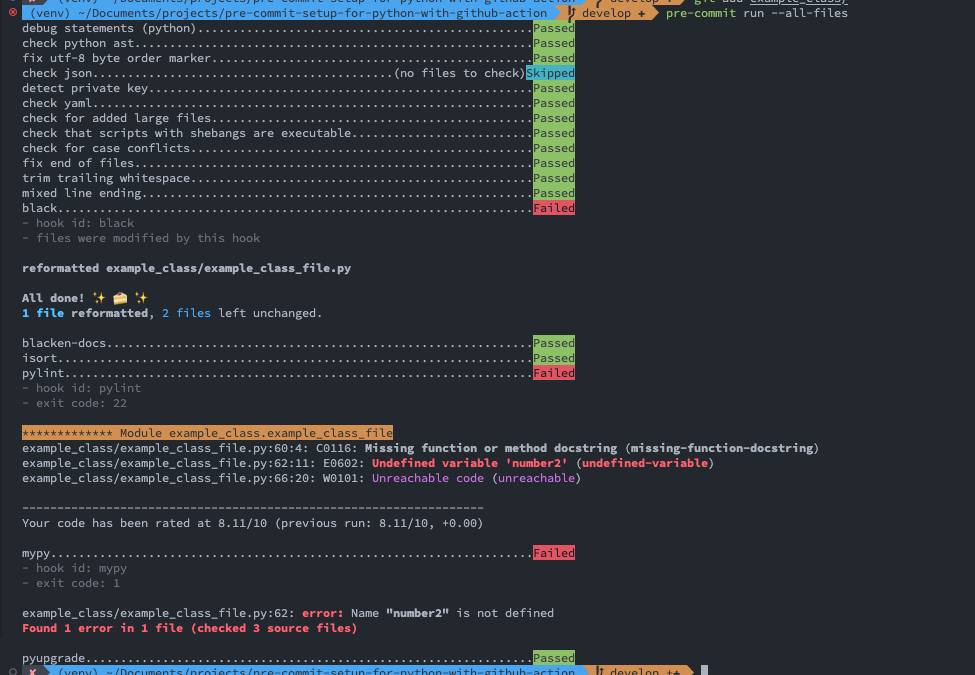 (venv) ~/Documents/projects/pre-commit-setup-for-python-with-github-action develop + git add example_class/
(venv) ~/Documents/projects/pre-commit-setup-for-python-with-github-action develop + pre-commit run --all-files
debug statements (python)................................................Passed
check python ast.........................................................Passed
fix utf-8 byte order marker..............................................Passed
check json...........................................(no files to check)Skipped
detect private key.......................................................Passed
check yaml...............................................................Passed
check for added large files..............................................Passed
check that scripts with shebangs are executable..........................Passed
check for case conflicts.................................................Passed
fix end of files.........................................................Passed
trim trailing whitespace.................................................Passed
mixed line ending........................................................Passed
black....................................................................Failed
- hook id: black
- files were modified by this hook
reformatted example_class/example_class_file.py
All done! ✨ 🍰 ✨
1 file reformatted, 2 files left unchanged.
blacken-docs.............................................................Passed
isort....................................................................Passed
pylint...................................................................Failed
- hook id: pylint
- exit code: 22
************* Module example_class.example_class_file
example_class/example_class_file.py:60:4: C0116: Missing function or method docstring (missing-function-docstring)
example_class/example_class_file.py:62:11: E0602: Undefined variable 'number2' (undefined-variable)
example_class/example_class_file.py:66:20: W0101: Unreachable code (unreachable)
------------------------------------------------------------------
Your code has been rated at 8.11/10 (previous run: 8.11/10, +0.00)
mypy.....................................................................Failed
- hook id: mypy
- exit code: 1
example_class/example_class_file.py:62: error: Name "number2" is not defined
Found 1 error in 1 file (checked 3 source files)
pyupgrade................................................................Passed
(venv) ~/Documents/projects/pre-commit-setup-for-python-with-github-action develop ++